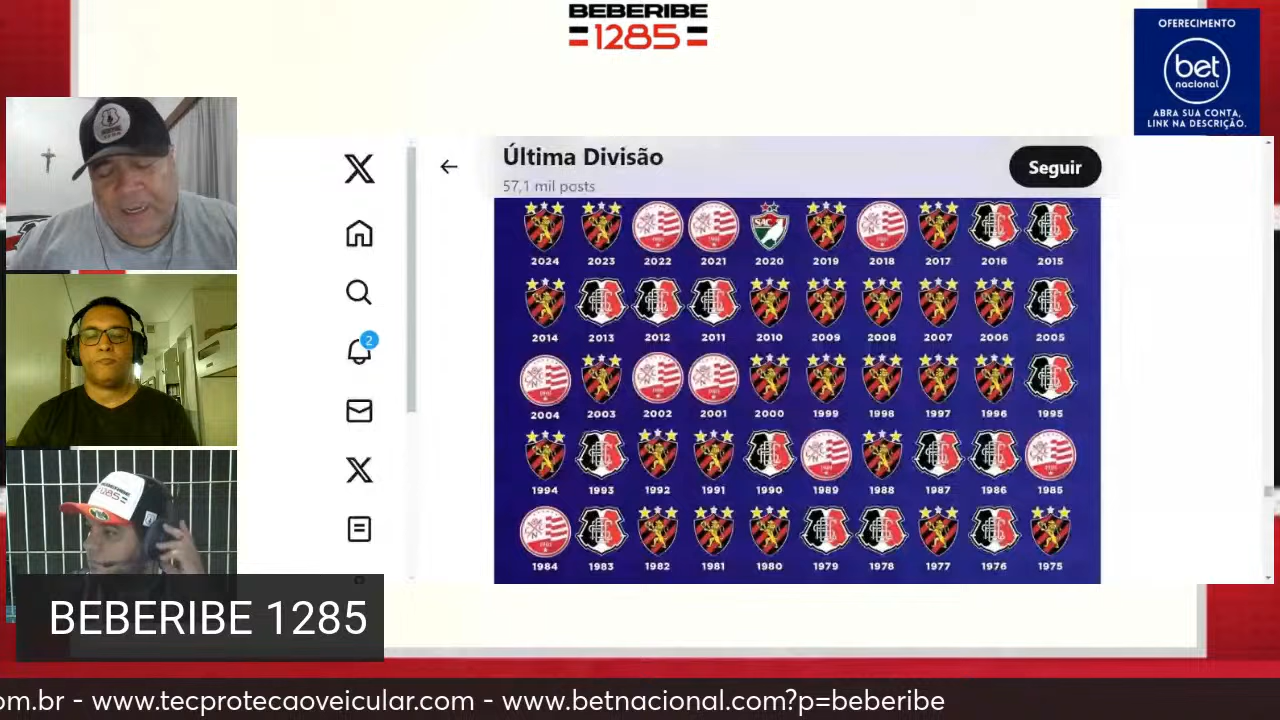 BEBERIBE
1285
OFERECIMENTO
bet
nacional
ABRA SUA CONTA,
LINK NA DESCRIÇÃO.
Última Divisão
57,1 mil posts
Seguir
2
SAC
2024 2023 2022 2021 2020 2019 2018 2017 2016 2015
2014 2013 2012 2011 2010 2009 2008 2007 2006 2005
2004 2003 2002 2001 2000 1999 1998 1997 1996 1995
1994 1993 1992 1991 1990 1989 1988 1987 1986 1985
1984 1983 1982 1981 1980 1979 1978 1977 1976 1975
1285
BEBERIBE 1285
om.br - www.tecprotecaoveicular.com - www.betnacional.com?p=beberibe